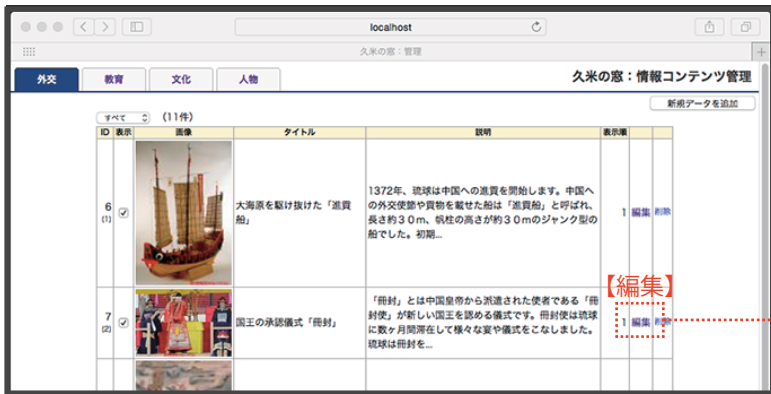 localhost
久米の窓：管理
外交 教育 文化 人物
久米の窓：情報コンテンツ管理
新規データを追加
すべて (11件)
ID 表示 画像 タイトル 説明 表示順
6
(1)
大海原を駆け抜けた「進貢
船」
1372年、琉球は中国への進貢を開始します。中国へ
の外交使節や貢物を載せた船は「進貢船」と呼ばれ、
長さ約３０m、帆柱の高さが約３０mのジャンク型の
船でした。初期...
1 編集 削除
【編集】
7
(2)
国王の承認儀式「冊封」
「冊封」とは中国皇帝から派遣された使者である「冊
封使」が新しい国王を認める儀式です。冊封使は琉球
に数ヶ月間滞在して様々な宴や儀式をこなしました。
琉球は冊封を...
1 編集 削除